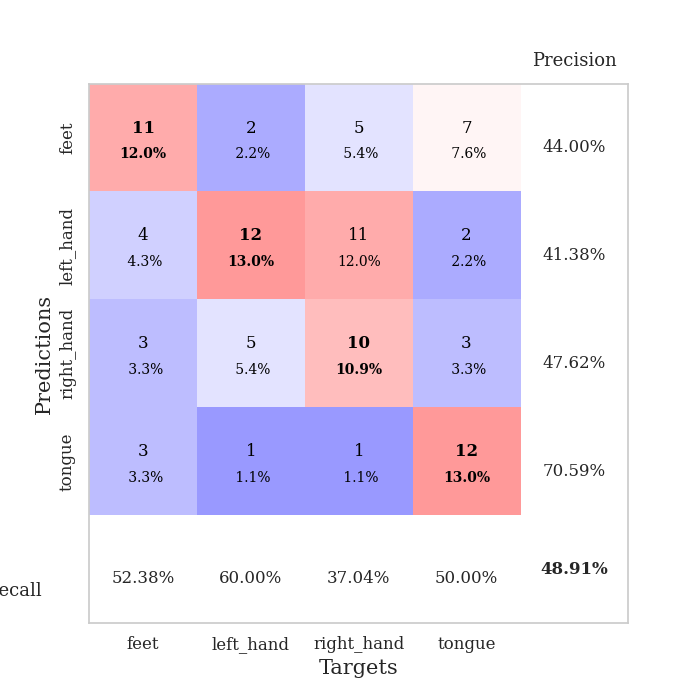 Precision
feet 11 2 5 7 44.00%
12.0% 2.2% 5.4% 7.6%
left_hand 4 12 11 2 41.38%
4.3% 13.0% 12.0% 2.2%
right_hand 3 5 10 3 47.62%
3.3% 5.4% 10.9% 3.3%
tongue 3 1 1 12 70.59%
3.3% 1.1% 1.1% 13.0%
Predictions
ecall 52.38% 60.00% 37.04% 50.00% 48.91%
feet left_hand right_hand tongue
Targets